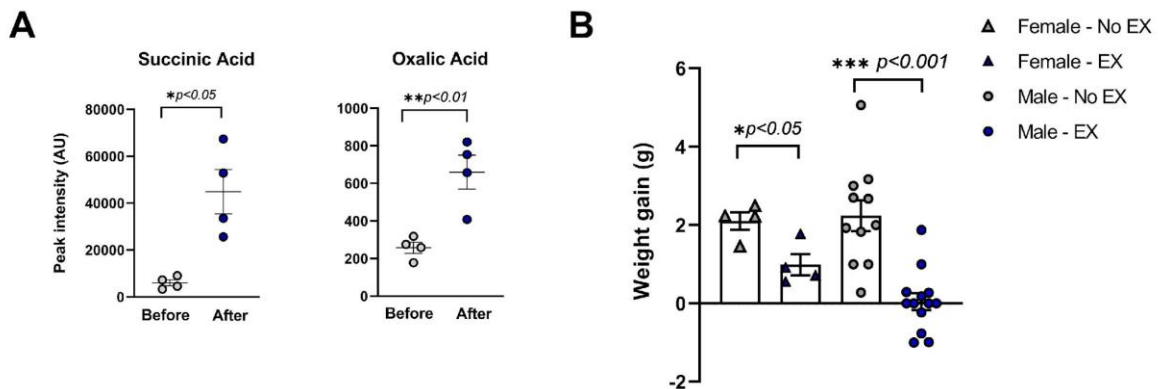 A
Succinic Acid
*p<0.05
Peak intensity (AU)
80000
60000
40000
20000
0
Before After
Oxalic Acid
**p<0.01
1000
800
600
400
200
0
Before After
B
Weight gain (g)
6
4
2
0
-2
*p<0.05
*** p<0.001
Female - No EX
Female - EX
Male - No EX
Male - EX